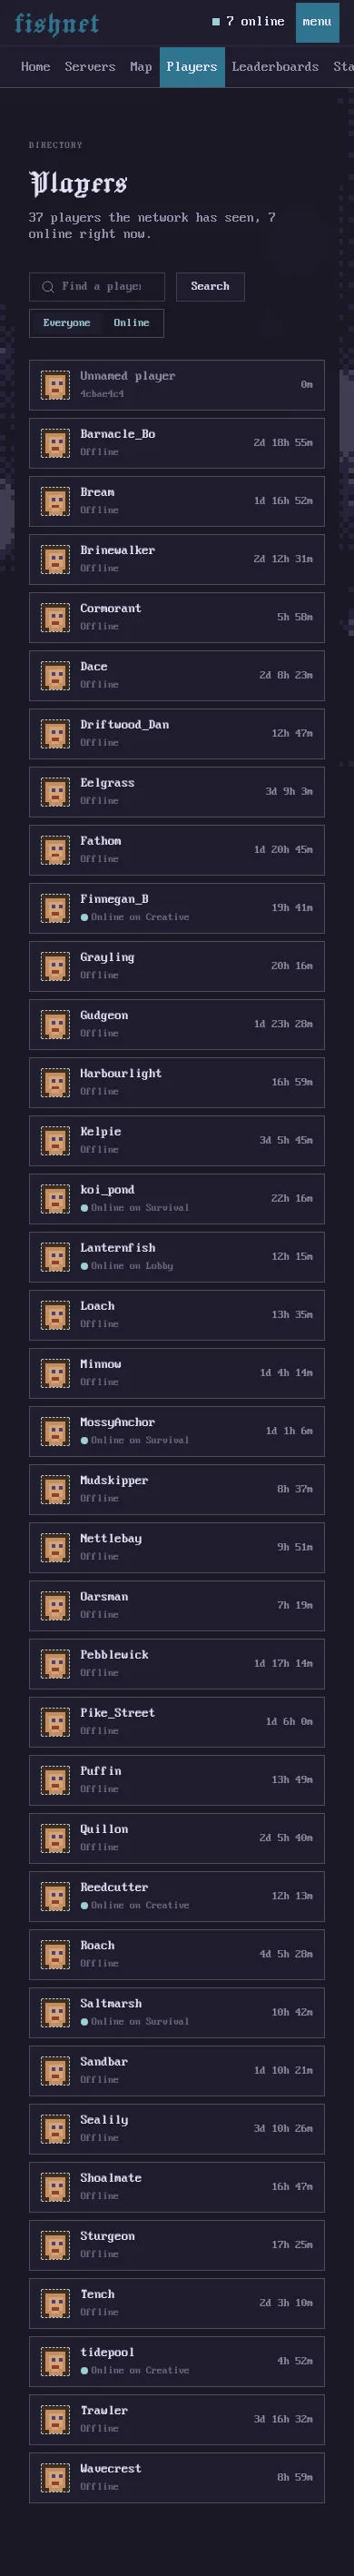 fishnet
7 online
menu
Home Servers Map Players Leaderboards Sta
DIRECTORY
Players
37 players the network has seen, 7
online right now.
Find a player
Search
Everyone Online
Unnamed player
4cbae4c4
0m
Barnacle_Bo
Offline
2d 18h 55m
Bream
Offline
1d 16h 52m
Brinewalker
Offline
2d 12h 31m
Cormorant
Offline
5h 58m
Dace
Offline
2d 8h 23m
Driftwood_Dan
Offline
12h 47m
Eelgrass
Offline
3d 9h 3m
Fathom
Offline
1d 20h 45m
Finnegan_B
Online on Creative
19h 41m
Grayling
Offline
20h 16m
Gudgeon
Offline
1d 23h 28m
Harbourlight
Offline
16h 59m
Kelpie
Offline
3d 5h 45m
koi_pond
Online on Survival
22h 16m
Lanternfish
Online on Lobby
12h 15m
Loach
Offline
13h 35m
Minnow
Offline
1d 4h 14m
MossyAnchor
Online on Survival
1d 1h 6m
Mudskipper
Offline
8h 37m
Nettlebay
Offline
9h 51m
Oarsman
Offline
7h 19m
Pebblewick
Offline
1d 17h 14m
Pike_Street
Offline
1d 6h 0m
Puffin
Offline
13h 49m
Quillon
Offline
2d 5h 40m
Reedcutter
Online on Creative
12h 13m
Roach
Offline
4d 5h 28m
Saltmarsh
Online on Survival
10h 42m
Sandbar
Offline
1d 10h 21m
Sealily
Offline
3d 10h 26m
Shoalmate
Offline
16h 47m
Sturgeon
Offline
17h 25m
Tench
Offline
2d 3h 10m
tidepool
Online on Creative
4h 52m
Trawler
Offline
3d 16h 32m
Wavecrest
Offline
8h 59m